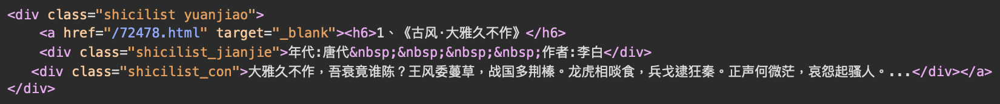 <div class="shicilist yuanjiao">
<a href="/72478.html" target="_blank"><h6>1、《古风·大雅久不作》</h6>
<div class="shicilist_jianjie">年代:唐代&nbsp;&nbsp;&nbsp;&nbsp;作者:李白</div>
<div class="shicilist_con">大雅久不作，吾衰竟谁陈？王风委蔓草，战国多荆榛。龙虎相啖食，兵戈逮狂秦。正声何微茫，哀怨起骚人。...</div></a>
</div>